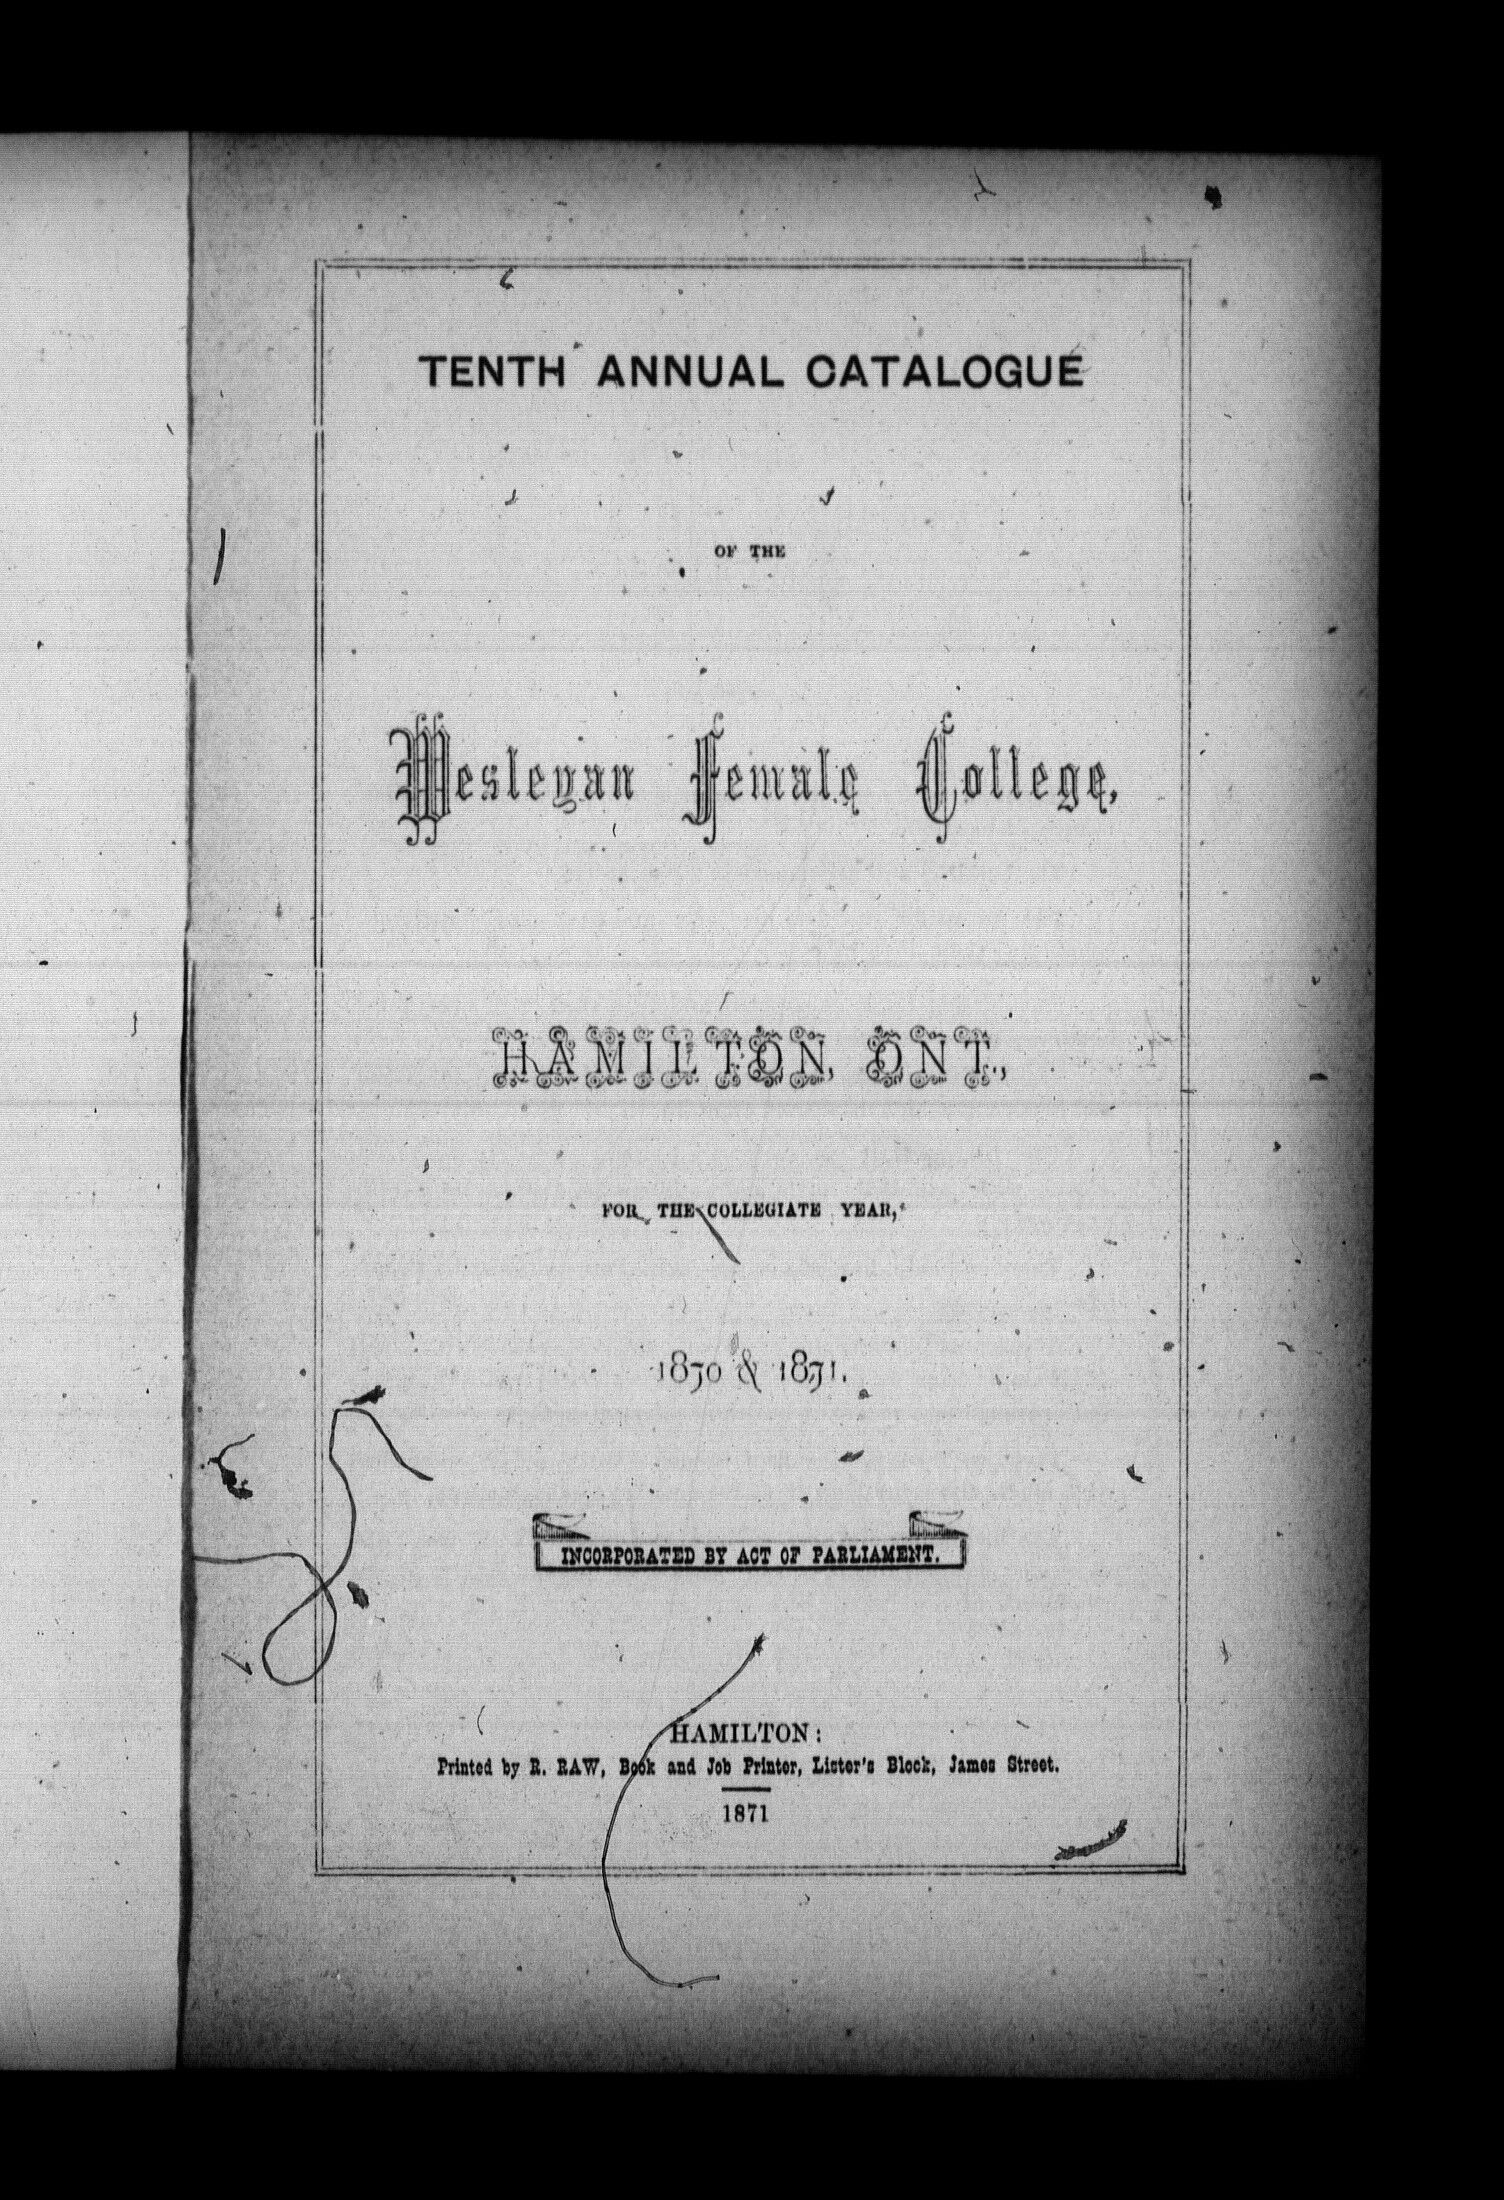 TENTH ANNUAL CATALOGUE
OF THE
Wesleyan Female College,
HAMILTON, ONT.,
FOR THE COLLEGIATE YEAR,
1870 & 1871.
INCORPORATED BY ACT OF PARLIAMENT.
HAMILTON:
Printed by R. RAW, Book and Job Printer, Lister's Block, James Street.
1871